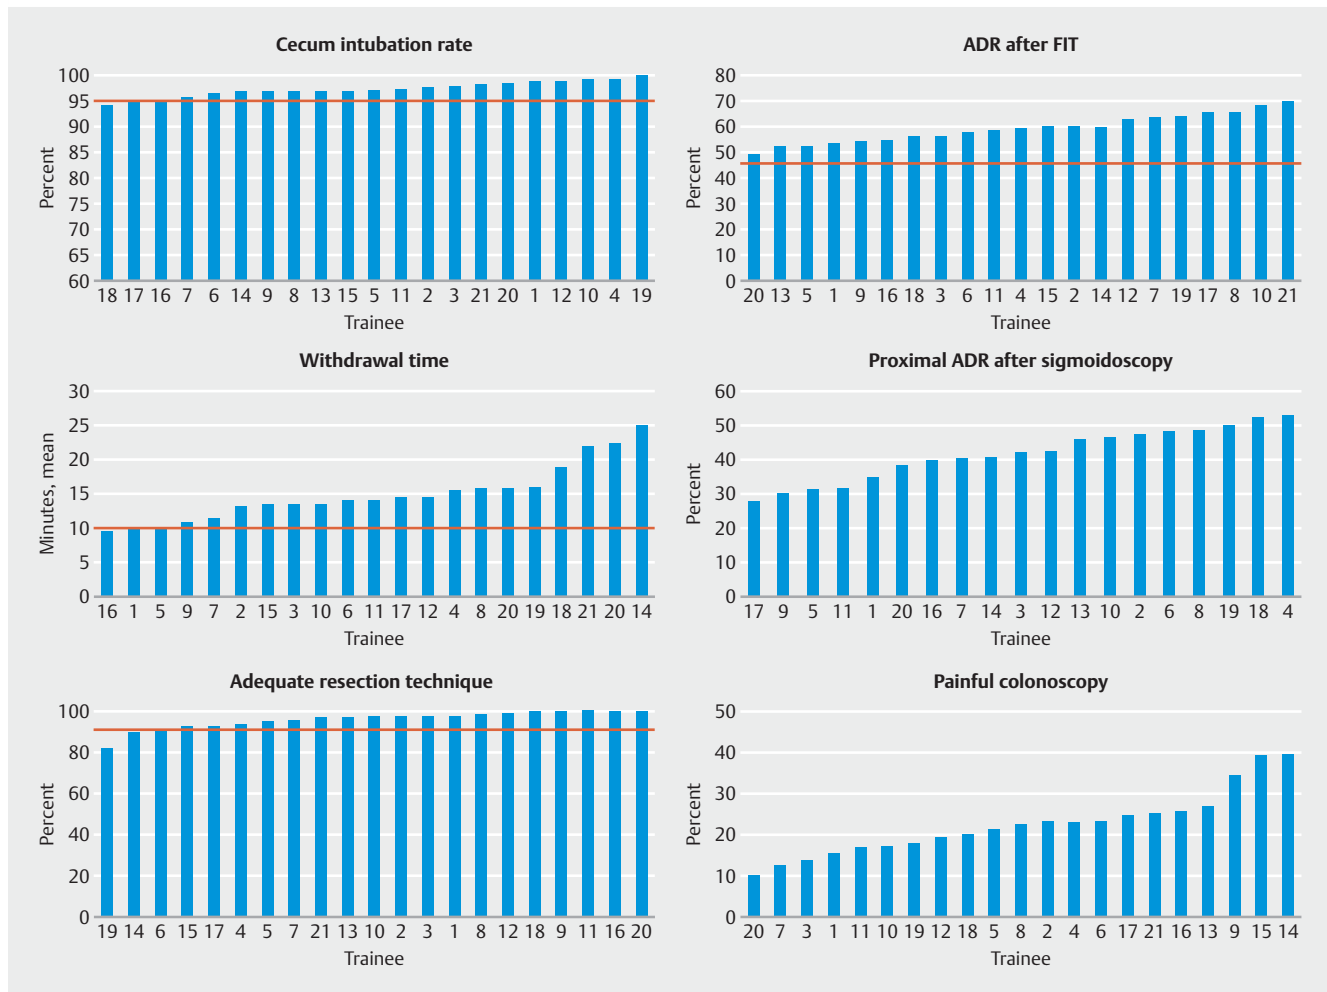 Cecum intubation rate
100
95
90
85
80
75
70
65
60
Percent
18 17 16 7 6 14 9 8 13 15 5 11 2 3 21 20 1 12 10 4 19
Trainee
ADR after FIT
80
70
60
50
40
30
20
10
0
Percent
20 13 5 1 9 16 18 3 6 11 4 15 2 14 12 7 19 17 8 10 21
Trainee
Withdrawal time
30
25
20
15
10
5
0
Minutes, mean
16 1 5 9 7 2 15 3 10 6 11 17 12 4 8 20 19 18 21 20 14
Trainee
Proximal ADR after sigmoidoscopy
60
50
40
30
20
10
0
Percent
17 9 5 11 1 20 16 7 14 3 12 13 10 2 6 8 19 18 4
Trainee
Adequate resection technique
100
80
60
40
20
0
Percent
19 14 6 15 17 4 5 7 21 13 10 2 3 1 8 12 18 9 11 16 20
Trainee
Painful colonoscopy
50
40
30
20
10
0
Percent
20 7 3 1 11 10 19 12 18 5 8 2 4 6 17 21 16 13 9 15 14
Trainee